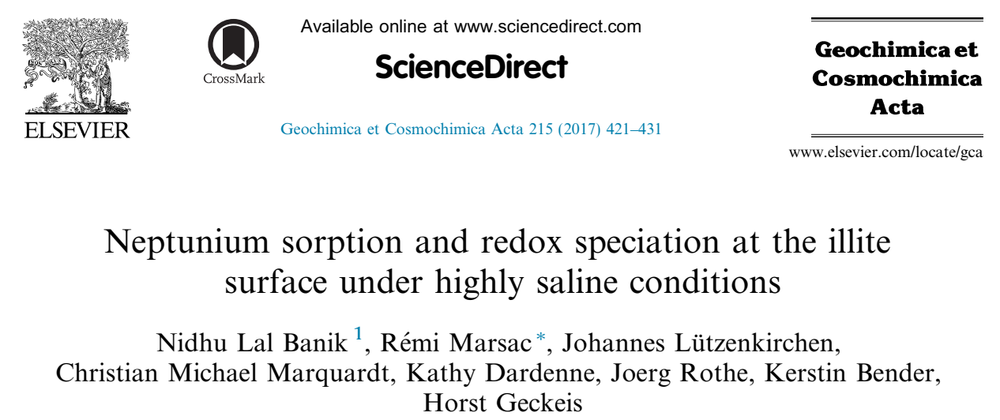 Available online at www.sciencedirect.com
CrossMark
ScienceDirect
ELSEVIER
Geochimica et Cosmochimica Acta 215 (2017) 421–431
Geochimica et
Cosmochimica
Acta
www.elsevier.com/locate/gca
Neptunium sorption and redox speciation at the illite
surface under highly saline conditions
Nidhu Lal Banik 1, Rémi Marsac *, Johannes Lützenkirchen,
Christian Michael Marquardt, Kathy Dardenne, Joerg Rothe, Kerstin Bender,
Horst Geckeis